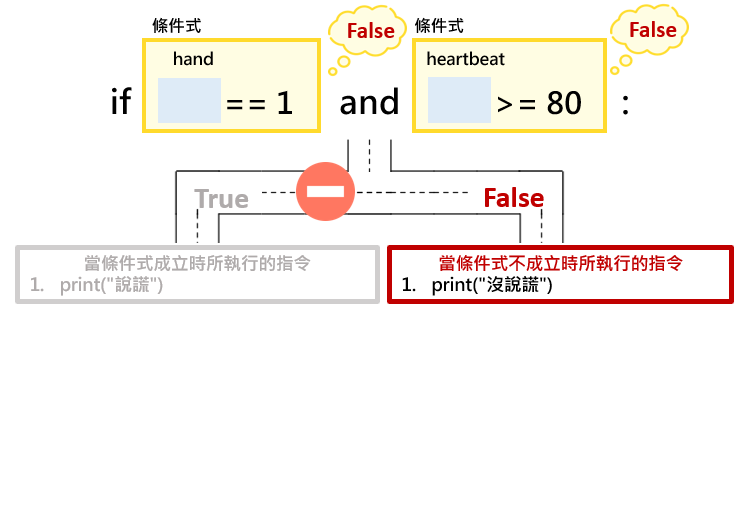 條件式 False 條件式 False
hand heartbeat
if == 1 and >= 80 :
True False
當條件式成立時所執行的指令
1. print("說謊")
當條件式不成立時所執行的指令
1. print("沒說謊")